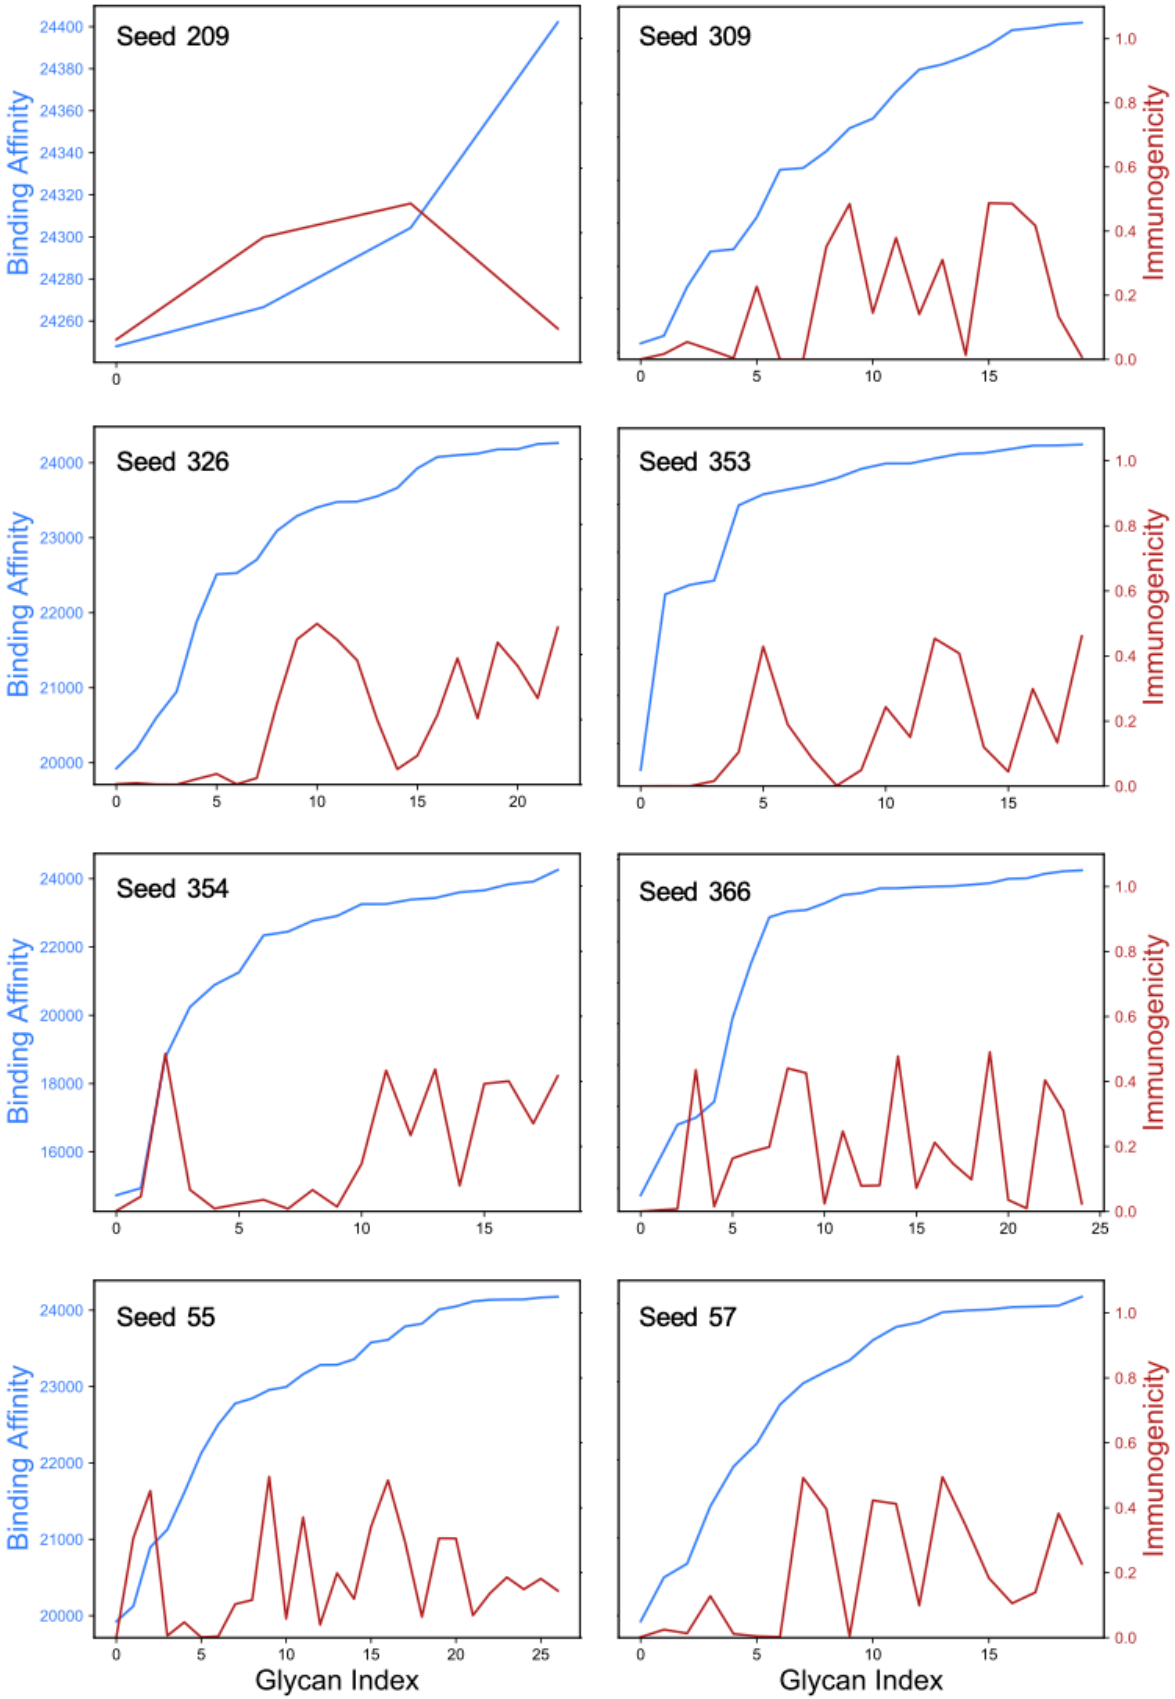 Seed 209
Binding Affinity
24400
24380
24360
24340
24320
24300
24280
24260
0
Seed 309
Immunogenicity
1.0
0.8
0.6
0.4
0.2
0.0
0 5 10 15
Seed 326
Binding Affinity
24000
23000
22000
21000
20000
0 5 10 15 20
Seed 353
Immunogenicity
1.0
0.8
0.6
0.4
0.2
0.0
0 5 10 15
Seed 354
Binding Affinity
24000
22000
20000
18000
16000
0 5 10 15
Seed 366
Immunogenicity
1.0
0.8
0.6
0.4
0.2
0.0
0 5 10 15 20 25
Seed 55
Binding Affinity
24000
23000
22000
21000
20000
0 5 10 15 20 25
Glycan Index
Seed 57
Immunogenicity
1.0
0.8
0.6
0.4
0.2
0.0
0 5 10 15
Glycan Index